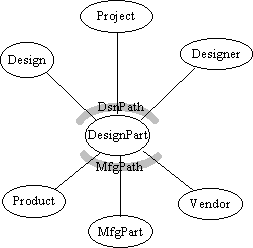 Project
Design
Designer
DsnPath
DesignPart
MfgPath
Product
Vendor
MfgPart